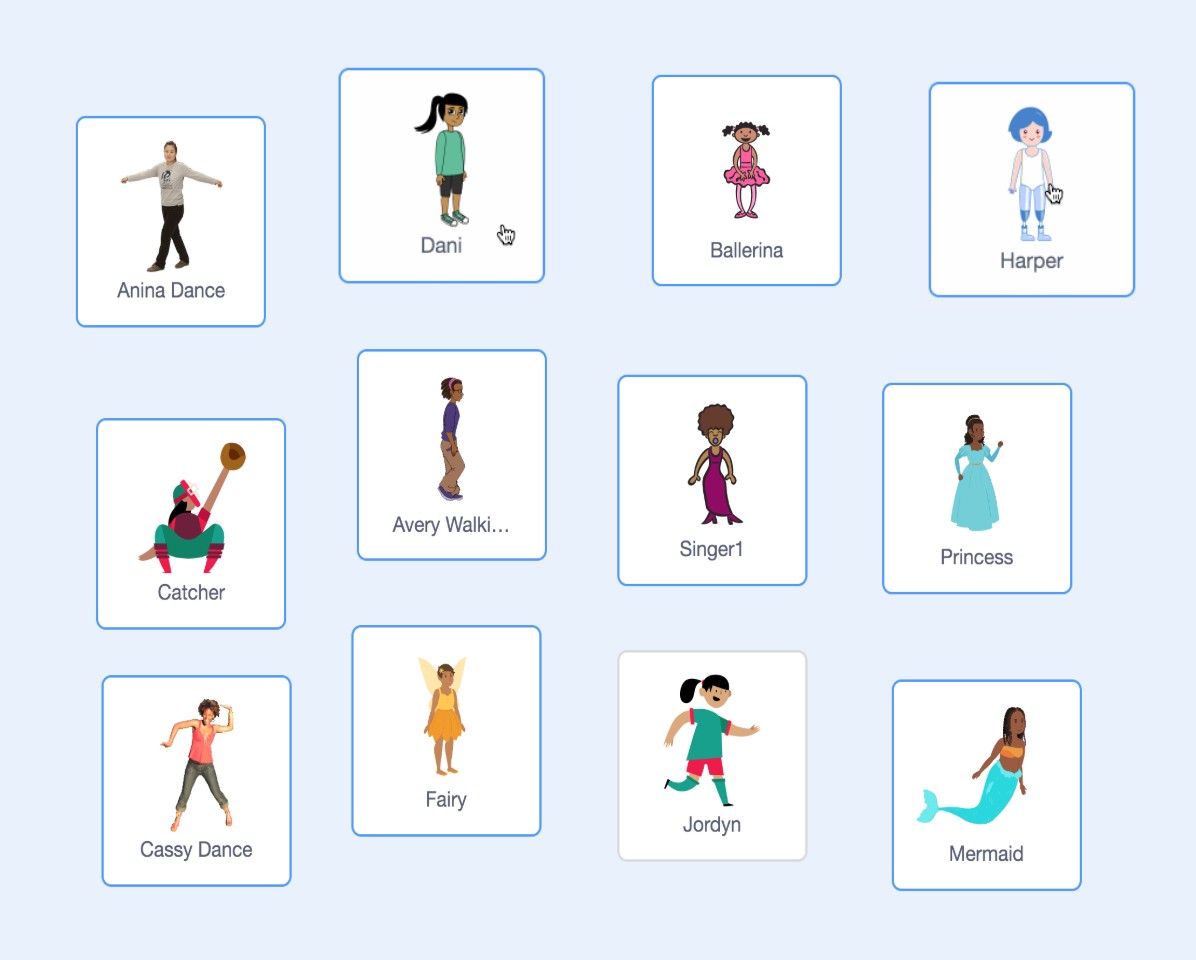 Anina Dance
Dani
Ballerina
Harper
Catcher
Avery Walki...
Singer1
Princess
Cassy Dance
Fairy
Jordyn
Mermaid